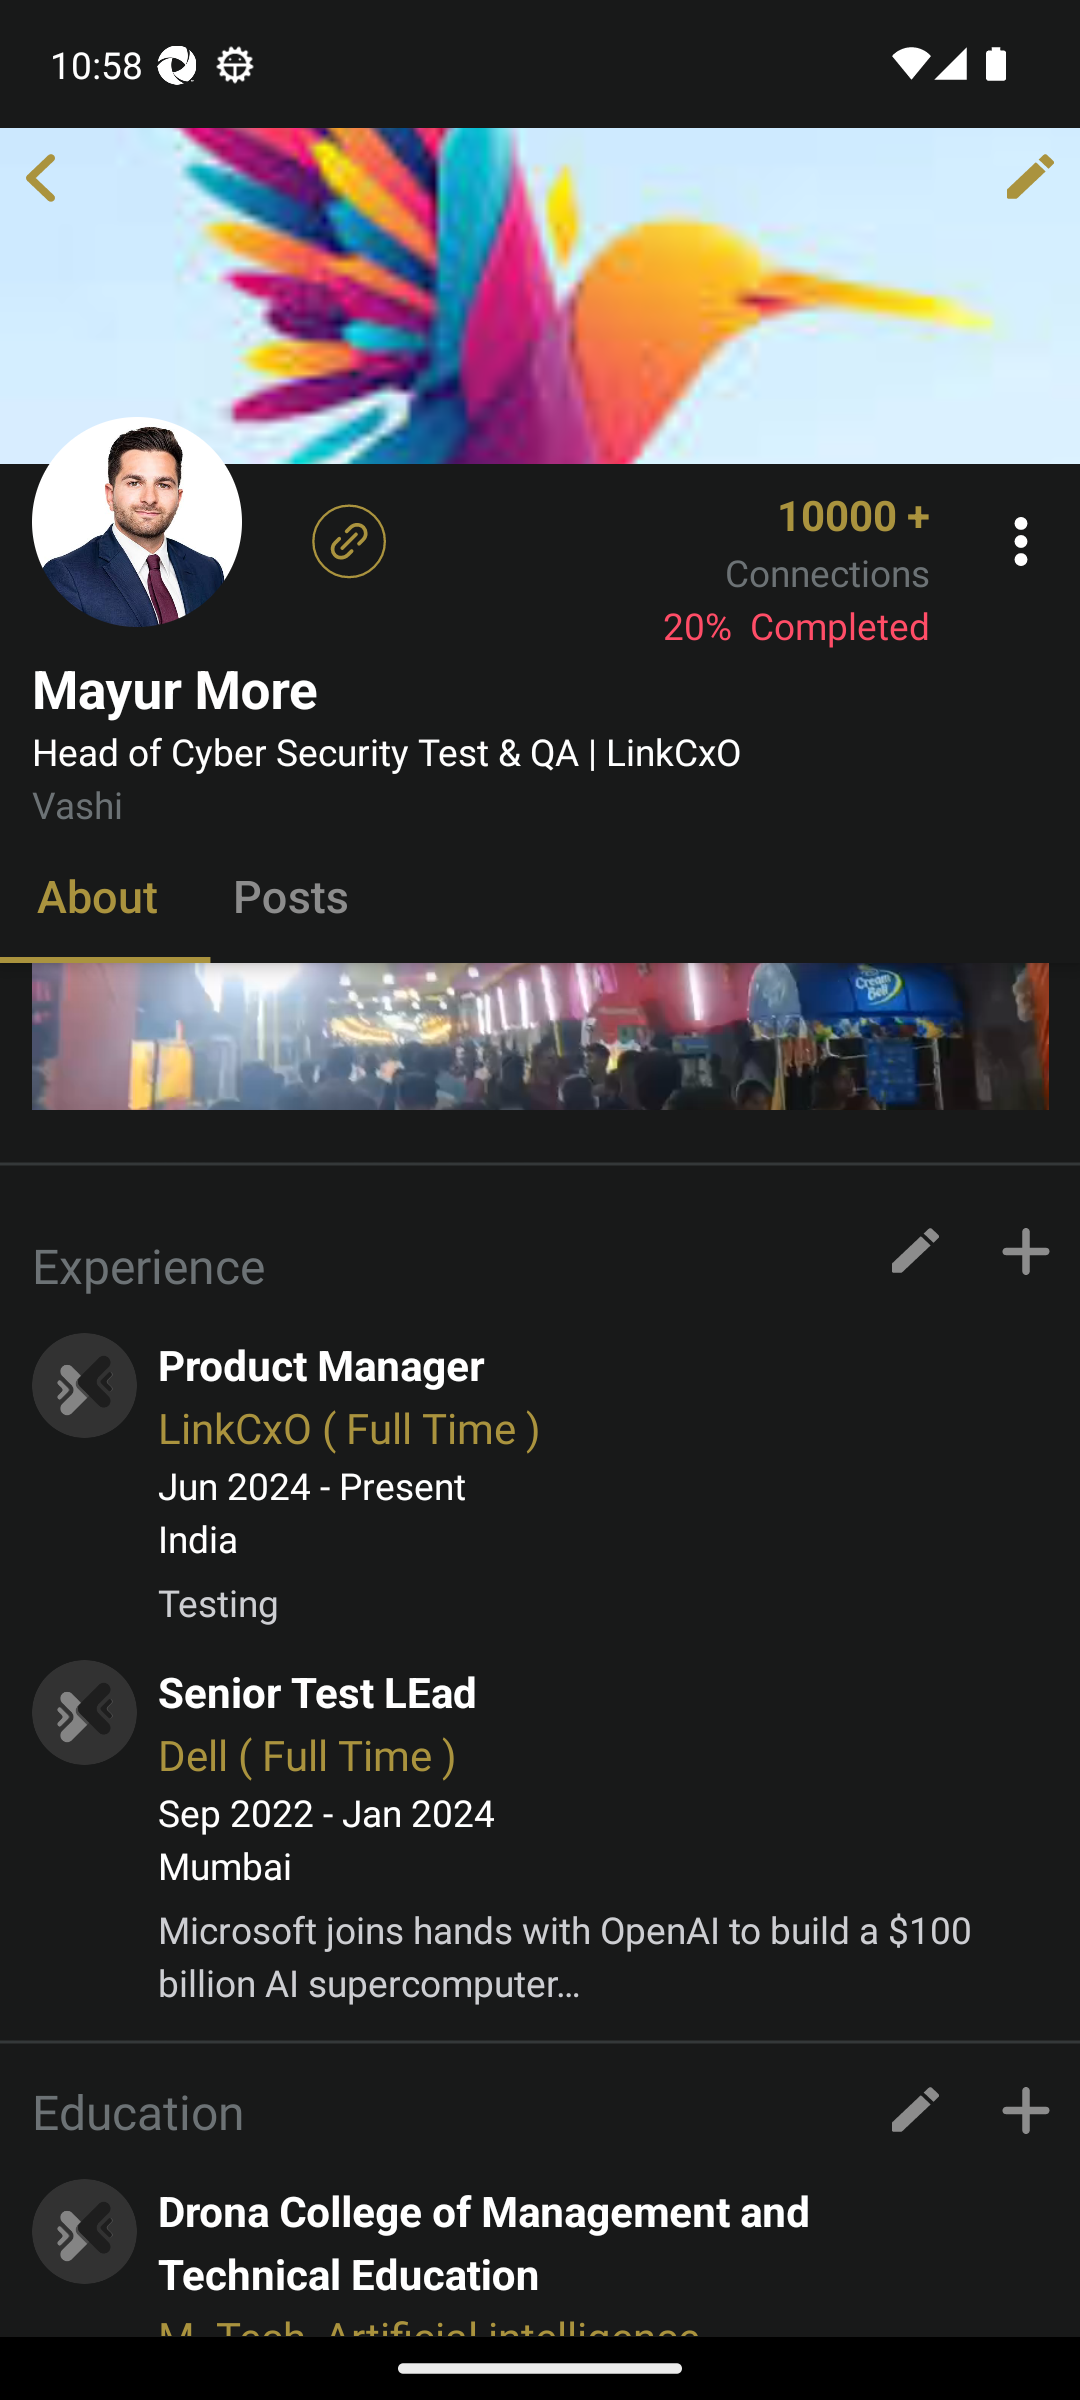 10:58
10000 +
Connections
20% Completed
Mayur More
Head of Cyber Security Test & QA | LinkCxO
Vashi
About Posts
Cream
Bell
Experience
Product Manager
LinkCxO ( Full Time )
Jun 2024 - Present
India
Testing
Senior Test LEad
Dell ( Full Time )
Sep 2022 - Jan 2024
Mumbai
Microsoft joins hands with OpenAI to build a $100
billion AI supercomputer...
Education
Drona College of Management and
Technical Education
M. Tech, Artificial intelligence